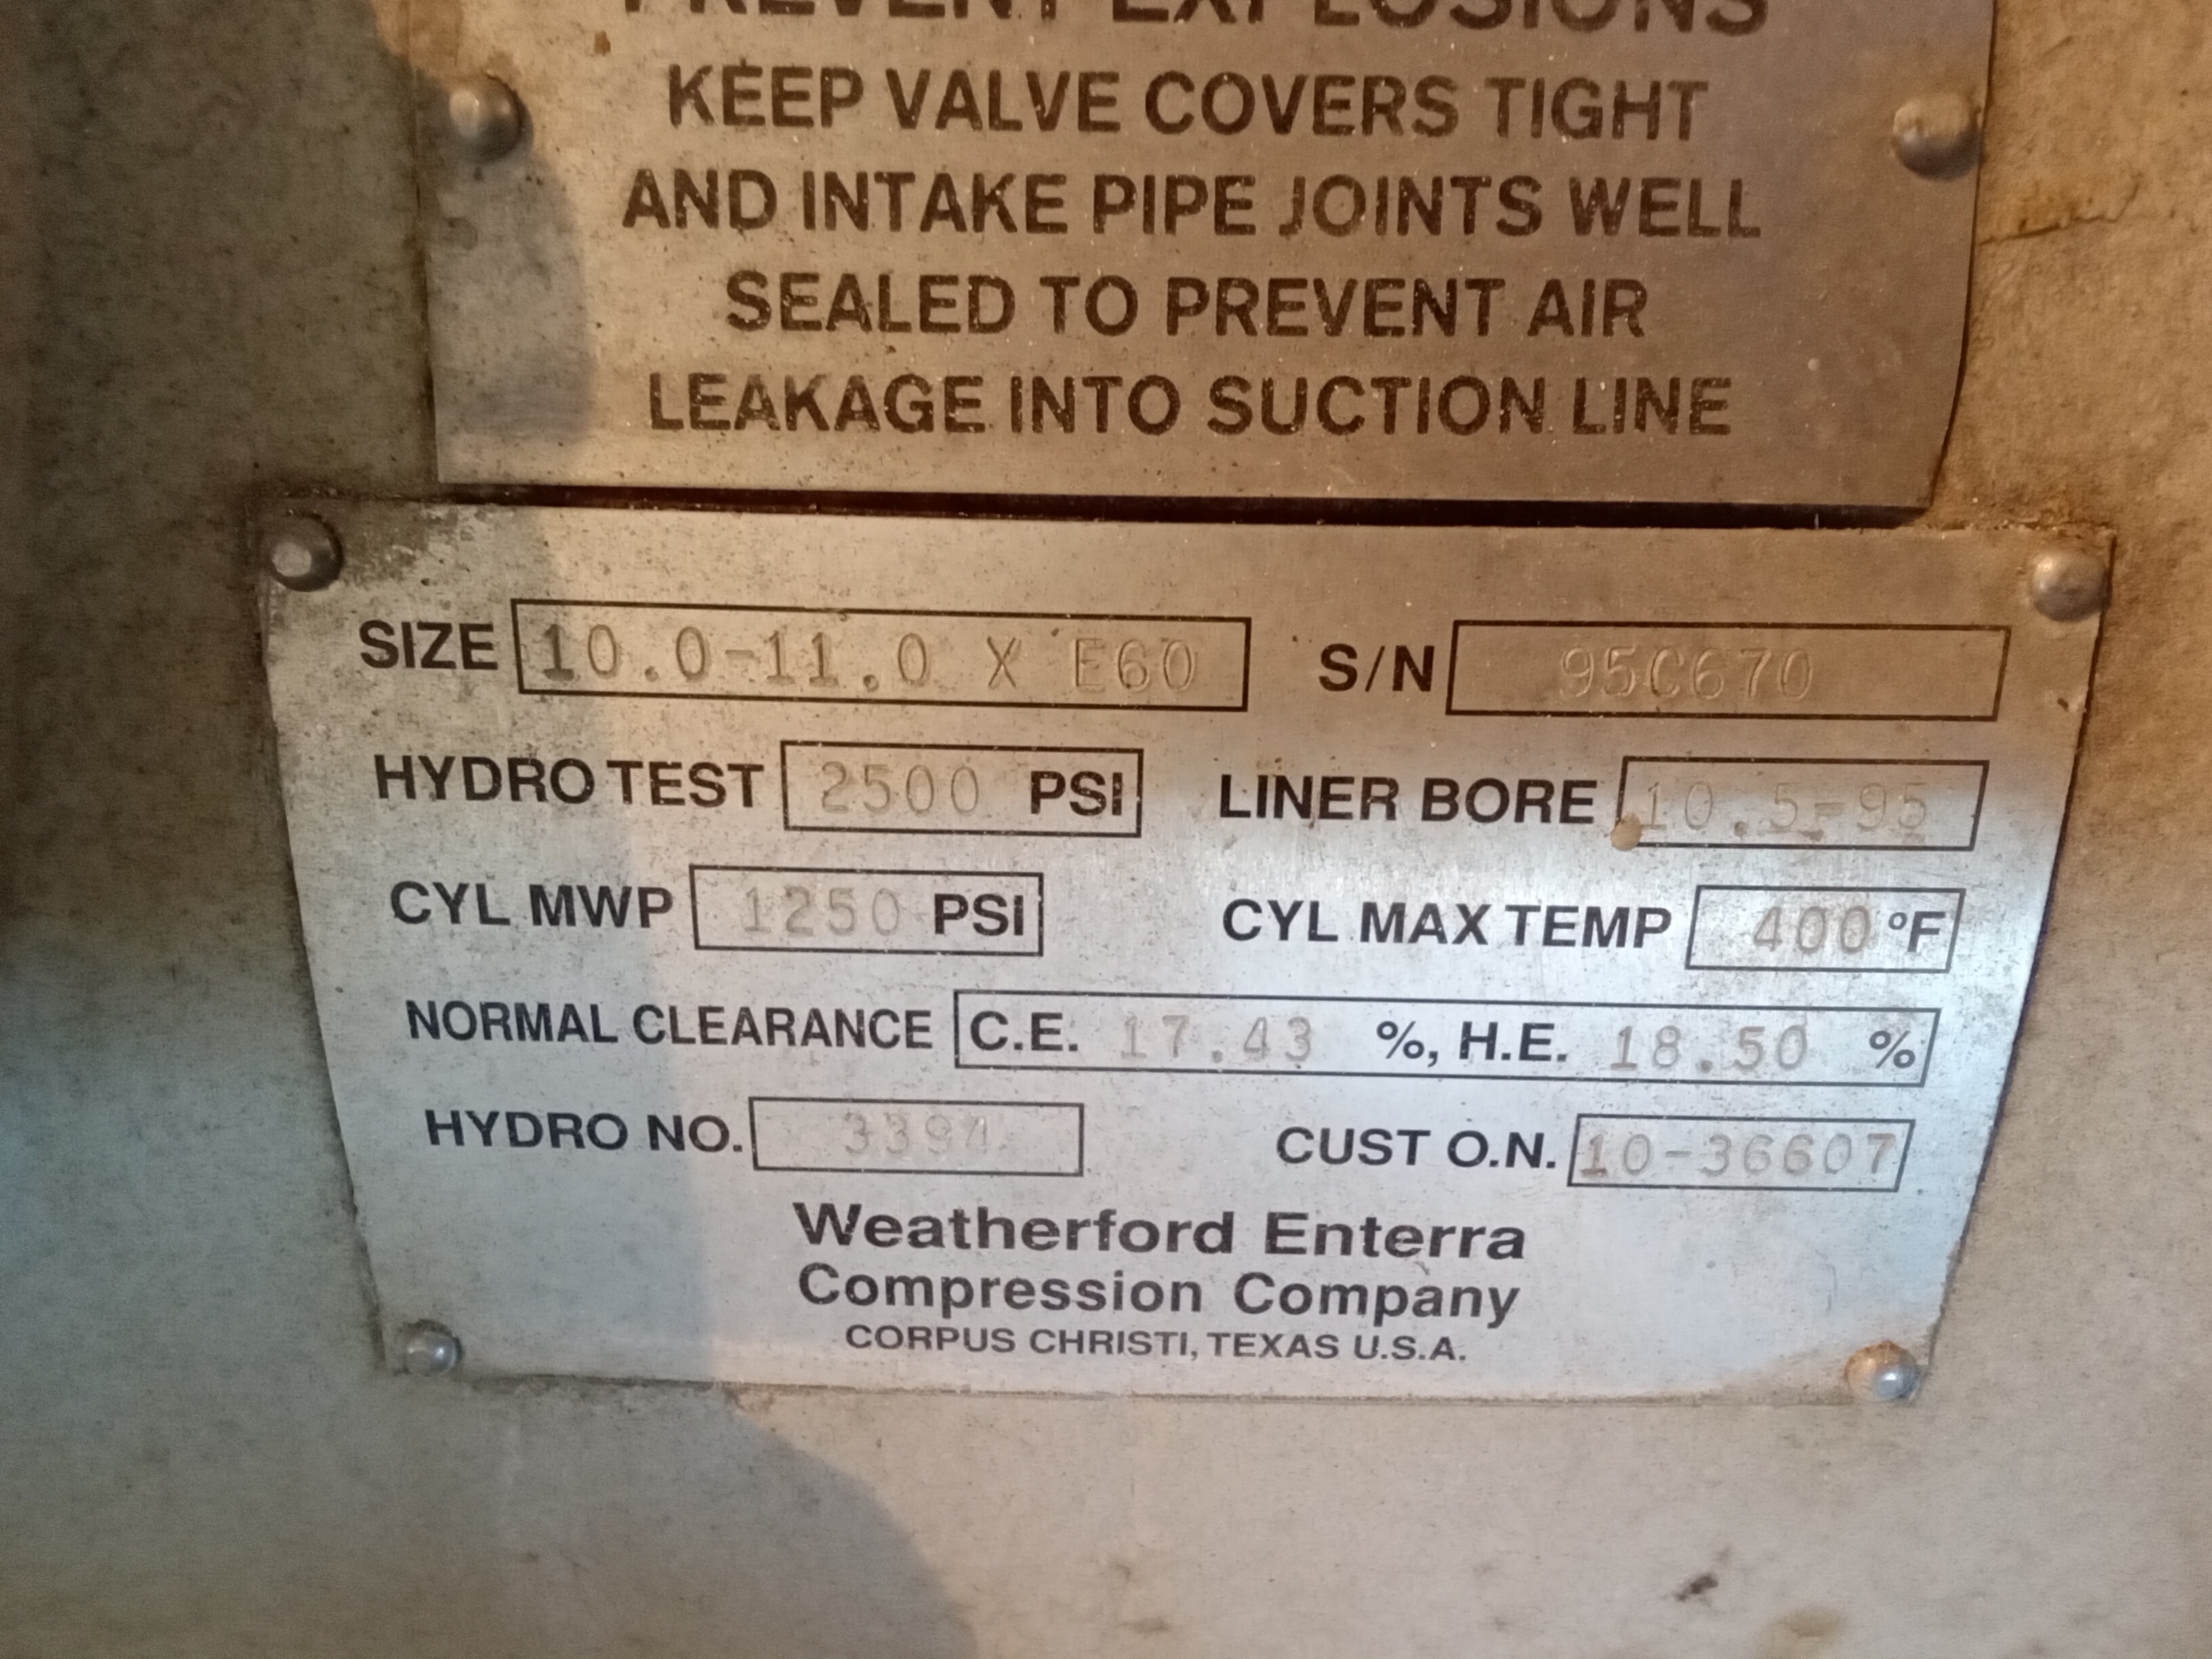 PREVENT EXPLOSIONS
KEEP VALVE COVERS TIGHT
AND INTAKE PIPE JOINTS WELL
SEALED TO PREVENT AIR
LEAKAGE INTO SUCTION LINE
SIZE 10.0-11.0 X E60 S/N 95C670
HYDRO TEST 2500 PSI LINER BORE 10.5-95
CYL MWP 1250 PSI CYL MAX TEMP 400 °F
NORMAL CLEARANCE C.E. 17.43 %, H.E. 18.50 %
HYDRO NO. CUST O.N. 10-36607
Weatherford Enterra
Compression Company
CORPUS CHRISTI, TEXAS U.S.A.